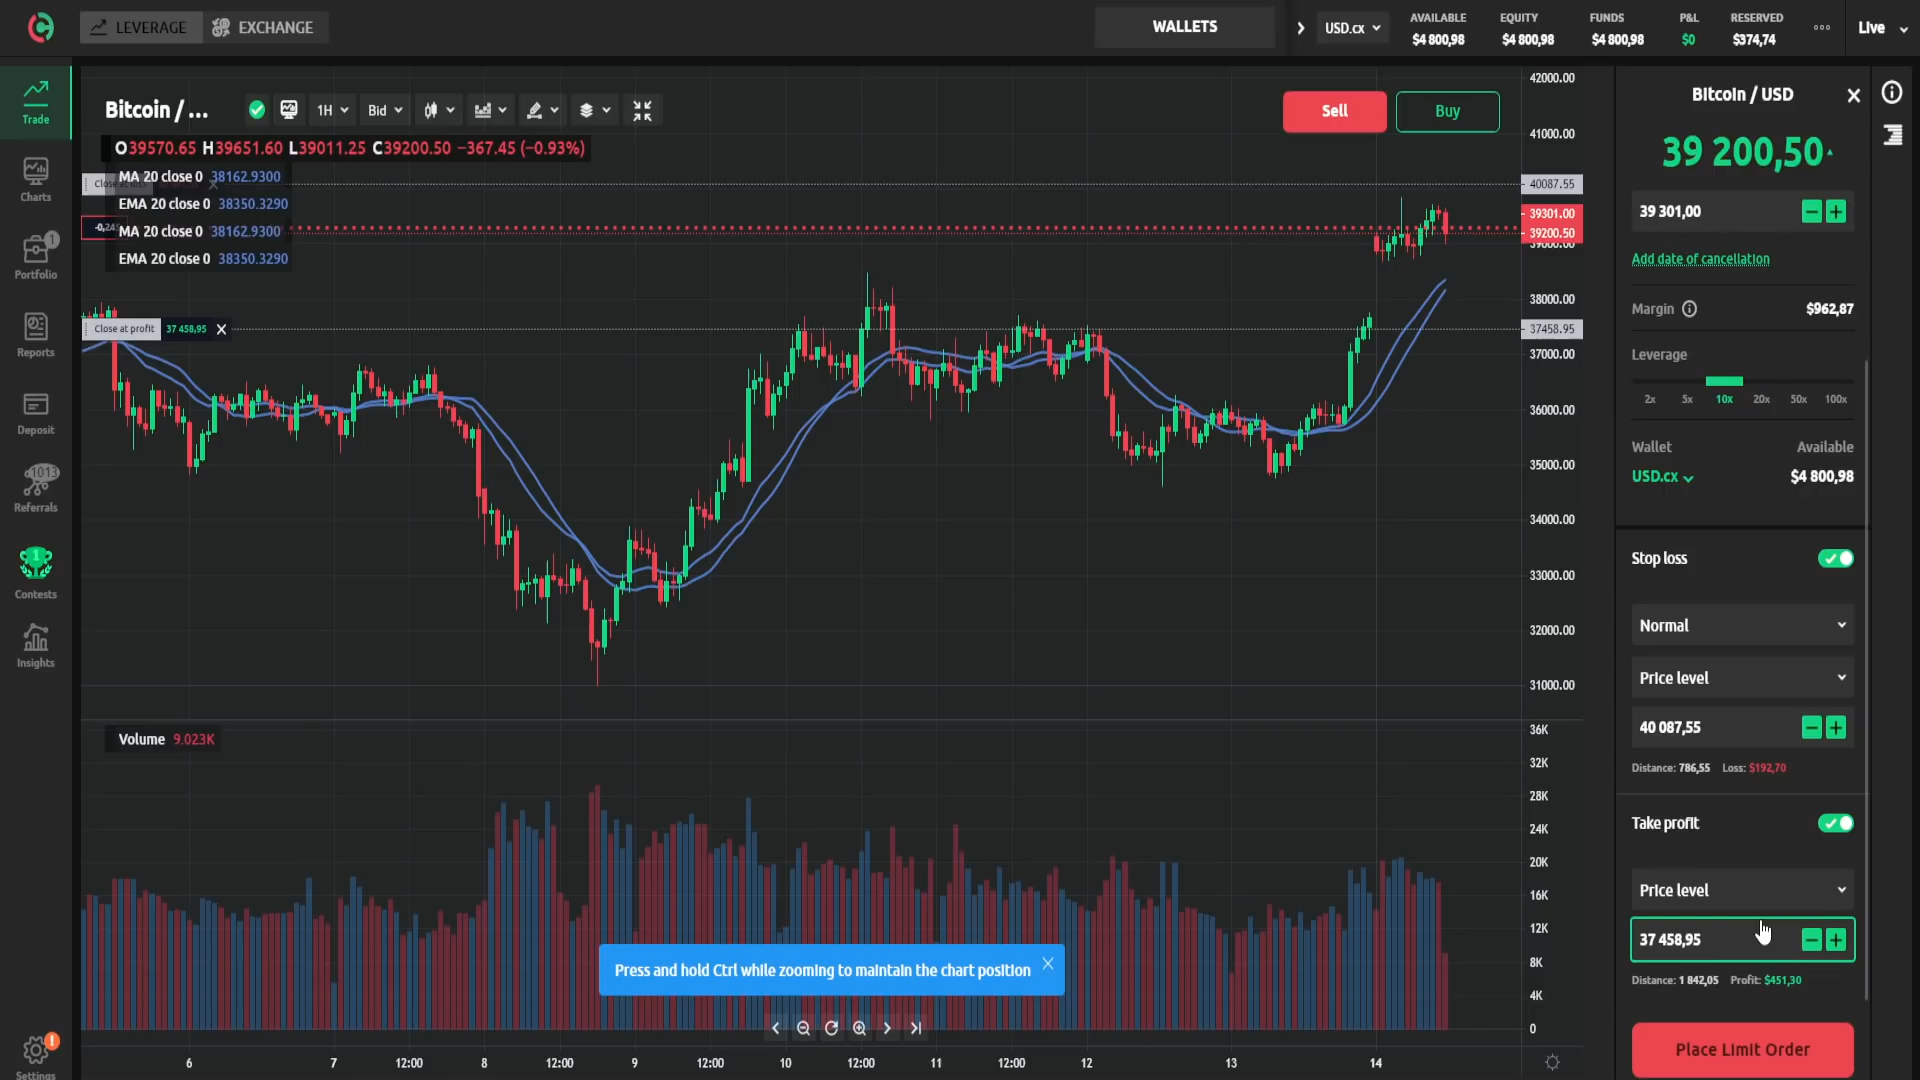 LEVERAGE
EXCHANGE
WALLETS
USD.cx
AVAILABLE
$4 800,98
EQUITY
$4 800,98
FUNDS
$4 800,98
P&L
$0
RESERVED
$374,74
Live
Trade
Charts
1
Portfolio
Reports
Deposit
1013
Referrals
1
Contests
Insights
!
Settings
Bitcoin / ...
1H
Bid
Sell
Buy
O39570.65 H39651.60 L39011.25 C39200.50 −367.45 (−0.93%)
MA 20 close 0 38162.9300
EMA 20 close 0 38350.3290
MA 20 close 0 38162.9300
EMA 20 close 0 38350.3290
Close at profit 37 458,95
42000.00
41000.00
40087.55
39301.00
39200.50
39000.00
38000.00
37458.95
37000.00
36000.00
35000.00
34000.00
33000.00
32000.00
31000.00
Volume 9.023K
36K
32K
28K
24K
20K
16K
12K
8K
4K
0
Press and hold Ctrl while zooming to maintain the chart position
6
7
12:00
8
12:00
9
12:00
10
12:00
11
12:00
12
13
14
Bitcoin / USD
39 200,50
39 301,00
Add date of cancellation
Margin
$962,87
Leverage
2x 5x 10x 20x 50x 100x
Wallet
Available
USD.cx
$4 800,98
Stop loss
Normal
Price level
40 087,55
Distance: 786,55 Loss: $192,70
Take profit
Price level
37 458,95
Distance: 1 842,05 Profit: $451,30
Place Limit Order